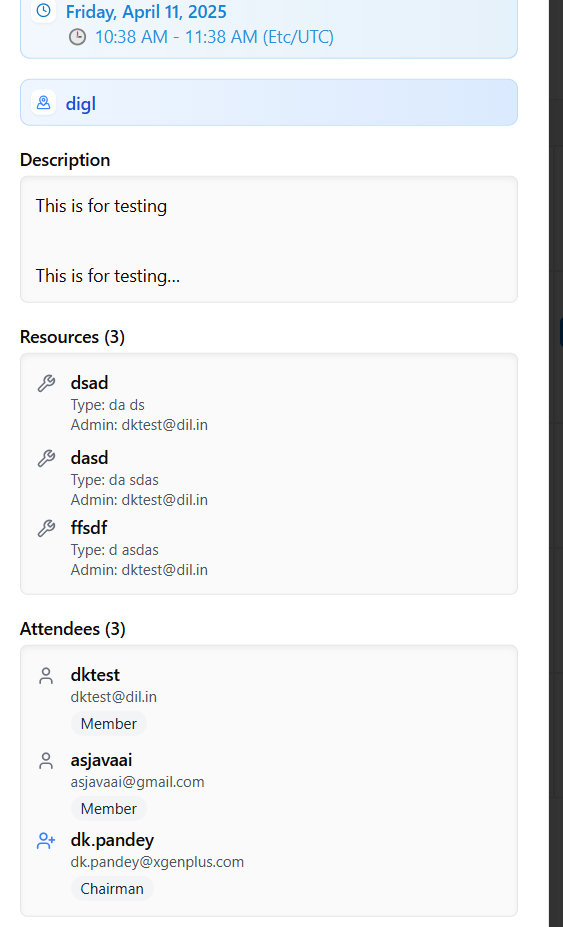 Friday, April 11, 2025
10:38 AM - 11:38 AM (Etc/UTC)
digl
Description
This is for testing
This is for testing...
Resources (3)
dsad
Type: da ds
Admin: dktest@dil.in
dasd
Type: da sdas
Admin: dktest@dil.in
ffsdf
Type: d asdas
Admin: dktest@dil.in
Attendees (3)
dktest
dktest@dil.in
Member
asjavaai
asjavaai@gmail.com
Member
dk.pandey
dk.pandey@xgenplus.com
Chairman